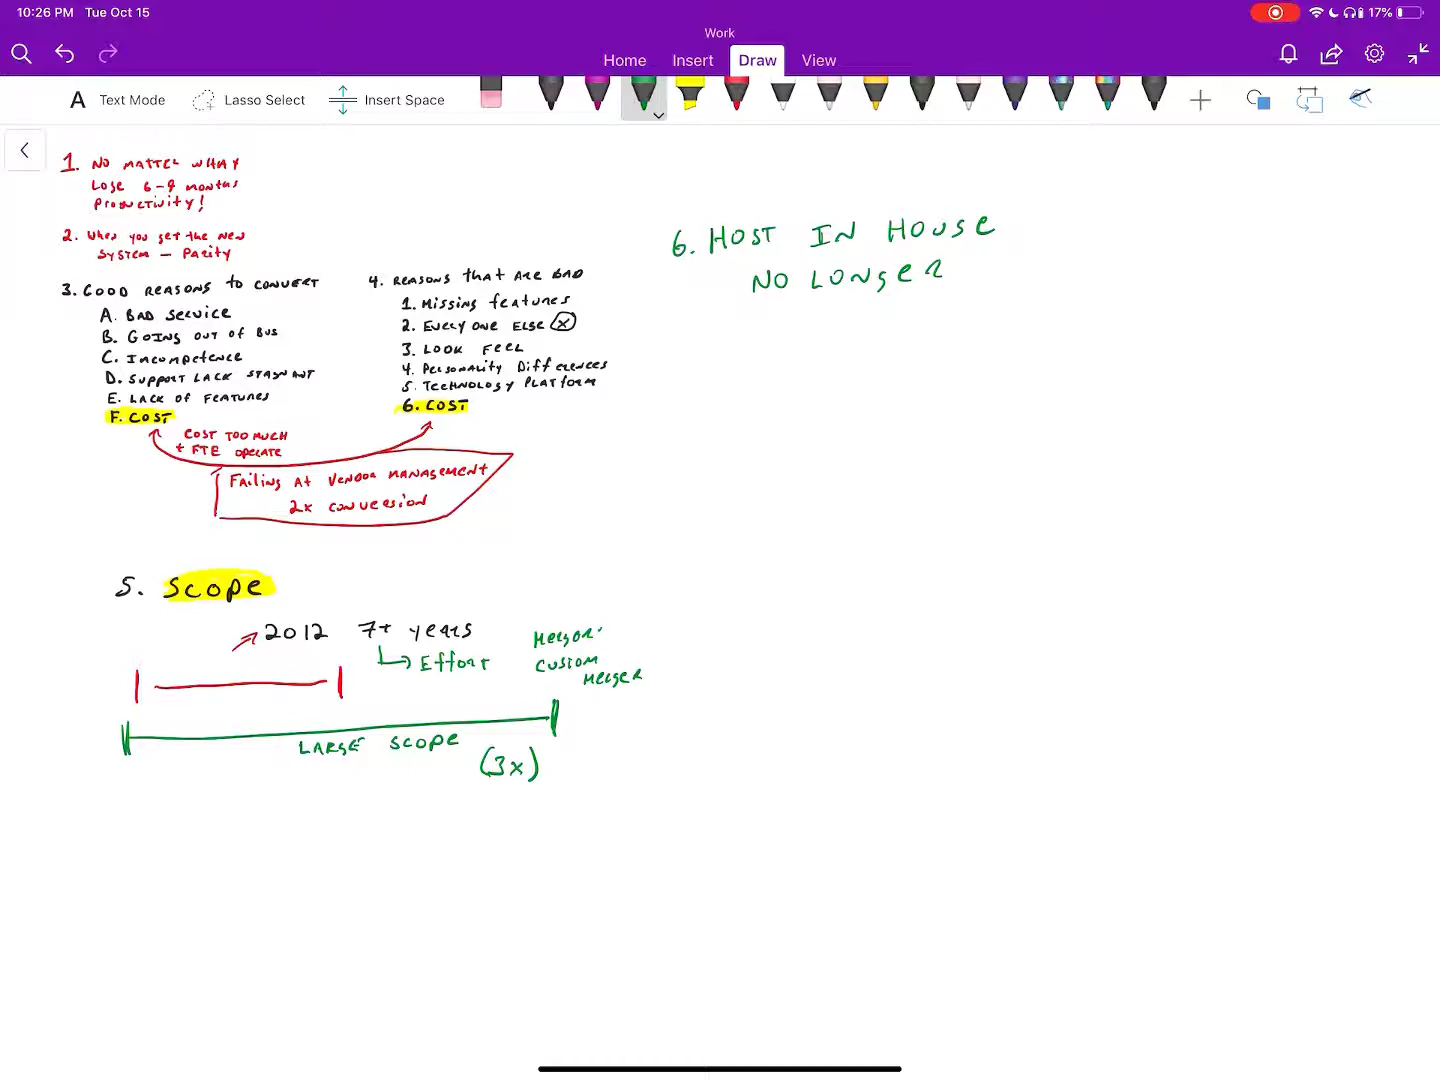 10:26 PM Tue Oct 15
17%
Work
Home Insert Draw View
A Text Mode Lasso Select Insert Space
1. NO MATTER WHAT
LOSE 6-9 MONTHS
PRODUCTIVITY!
2. WHEN YOU GET THE NEW
SYSTEM - PARITY
3. GOOD REASONS TO CONVERT
A. BAD SERVICE
B. GOING OUT OF BUS
C. INCOMPETENCE
D. SUPPORT LACK STAGNANT
E. LACK OF FEATURES
F. COST
4. REASONS THAT ARE BAD
1. MISSING FEATURES
2. EVERYONE ELSE X
3. LOOK FEEL
4. PERSONALITY DIFFERENCES
5. TECHNOLOGY PLATFORM
6. COST
COST TOO MUCH
+ FTE OPERATE
FAILING AT VENDOR MANAGEMENT
2X CONVERSION
5. SCOPE
2012 7+ YEARS
EFFORT
MERGOR
CUSTOM
MERGER
LARGE SCOPE
(3X)
6. HOST IN HOUSE
NO LONGER